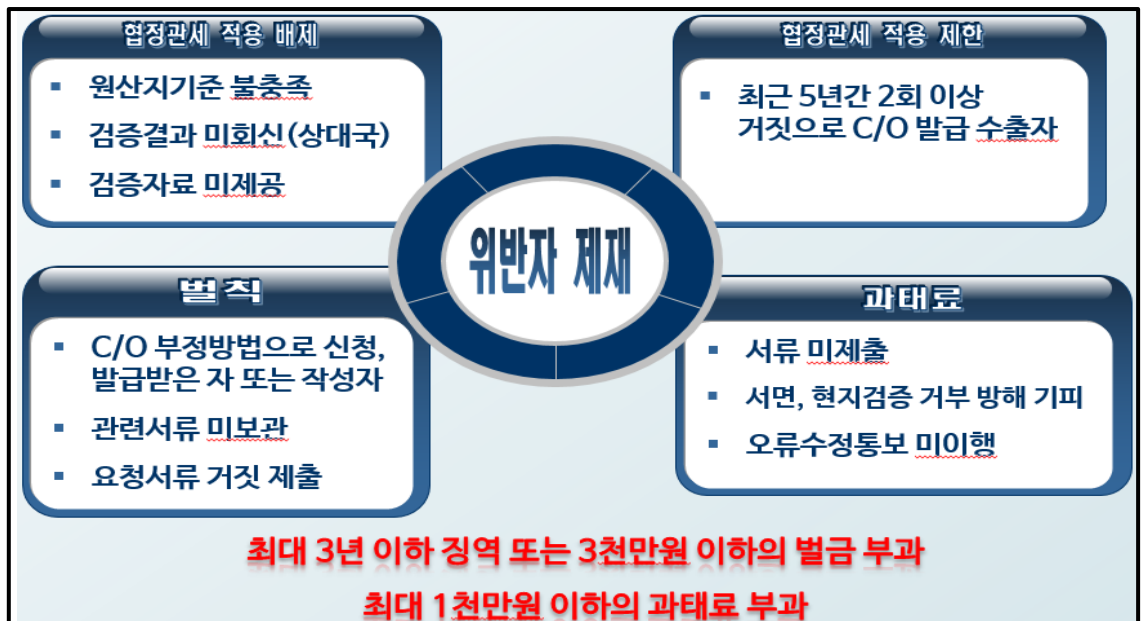 협정관세 적용 배제
원산지기준 불충족
검증결과 미회신(상대국)
검증자료 미제공
협정관세 적용 제한
최근 5년간 2회 이상
거짓으로 C/O 발급 수출자
위반자 제재
벌칙
C/O 부정방법으로 신청,
발급받은 자 또는 작성자
관련서류 미보관
요청서류 거짓 제출
과태료
서류 미제출
서면, 현지검증 거부 방해 기피
오류수정통보 미이행
최대 3년 이하 징역 또는 3천만원 이하의 벌금 부과
최대 1천만원 이하의 과태료 부과